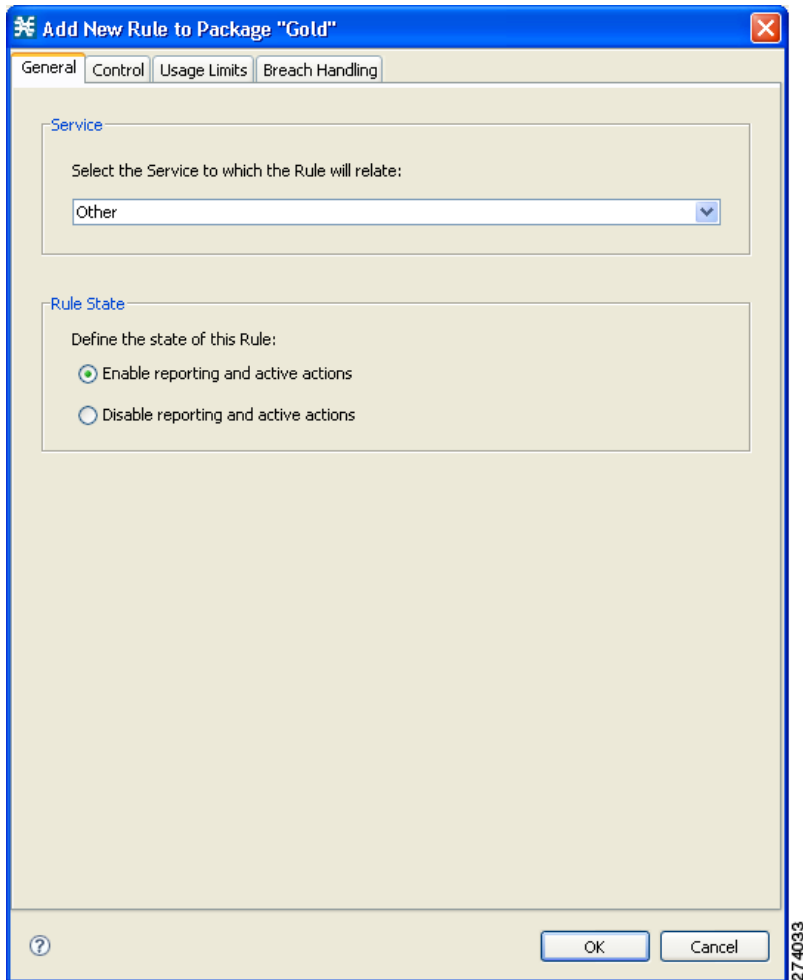 Add New Rule to Package "Gold"
General Control Usage Limits Breach Handling
Service
Select the Service to which the Rule will relate:
Other
Rule State
Define the state of this Rule:
Enable reporting and active actions
Disable reporting and active actions
?
OK Cancel
274033